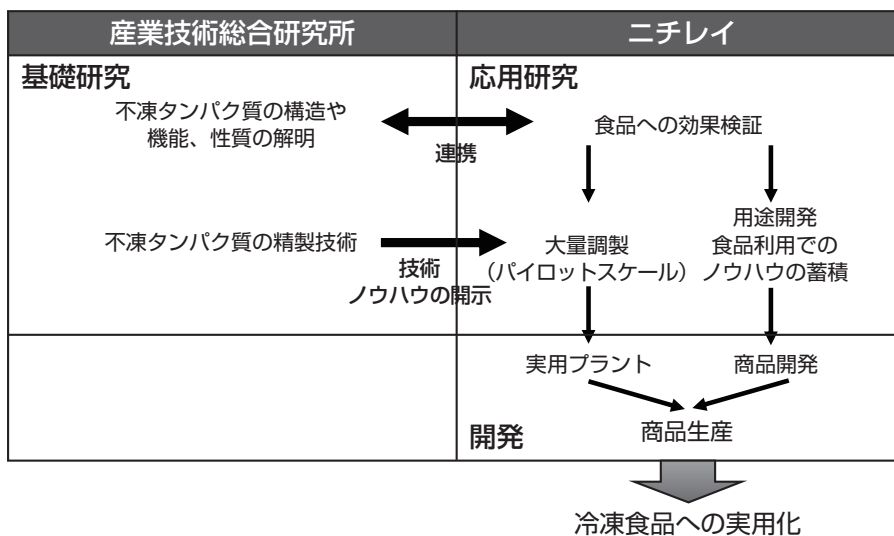 産業技術総合研究所
ニチレイ
基礎研究
応用研究
不凍タンパク質の構造や
機能、性質の解明
連携
食品への効果検証
不凍タンパク質の精製技術
技術
ノウハウの開示
大量調製
（パイロットスケール）
用途開発
食品利用での
ノウハウの蓄積
実用プラント
商品開発
開発
商品生産
冷凍食品への実用化